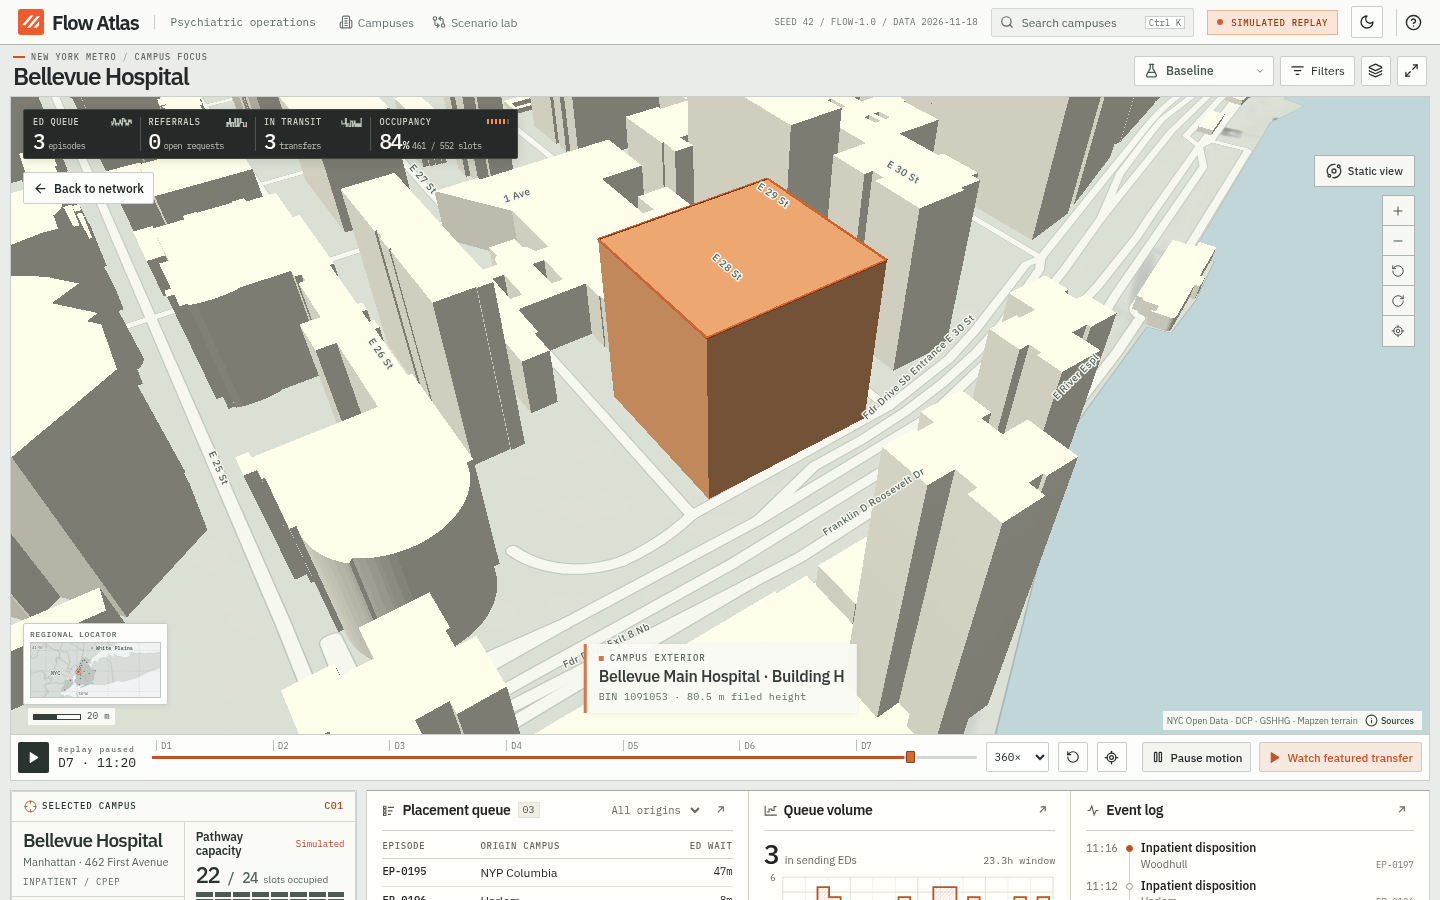 Flow Atlas
Psychiatric operations
Campuses
Scenario lab
SEED 42 / FLOW-1.0 / DATA 2026-11-18
Search campuses
Ctrl K
SIMULATED REPLAY
NEW YORK METRO / CAMPUS FOCUS
Bellevue Hospital
Baseline
Filters
ED QUEUE
3 episodes
REFERRALS
0 open requests
IN TRANSIT
3 transfers
OCCUPANCY
84% 461 / 552 slots
Back to network
Static view
E 27 St
1 Ave
E 29 St
E 30 St
E 28 St
E 26 St
E 25 St
Fdr Drive Sb Entrance E 30 St
E River Espl
Franklin D Roosevelt Dr
Exit 8 Nb
Fdr
CAMPUS EXTERIOR
Bellevue Main Hospital · Building H
BIN 1091053 · 80.5 m filed height
REGIONAL LOCATOR
White Plains
NYC
20 m
NYC Open Data · DCP · GSHHG · Mapzen terrain
Sources
Replay paused
D7 · 11:20
D1
D2
D3
D4
D5
D6
D7
360×
Pause motion
Watch featured transfer
SELECTED CAMPUS
C01
Bellevue Hospital
Manhattan · 462 First Avenue
INPATIENT / CPEP
Pathway capacity
Simulated
22 / 24 slots occupied
Placement queue 03
All origins
EPISODE
ORIGIN CAMPUS
ED WAIT
EP-0195
NYP Columbia
47m
Queue volume
3 in sending EDs
23.3h window
6
Event log
11:16
Inpatient disposition
Woodhull
EP-0197
11:12
Inpatient disposition